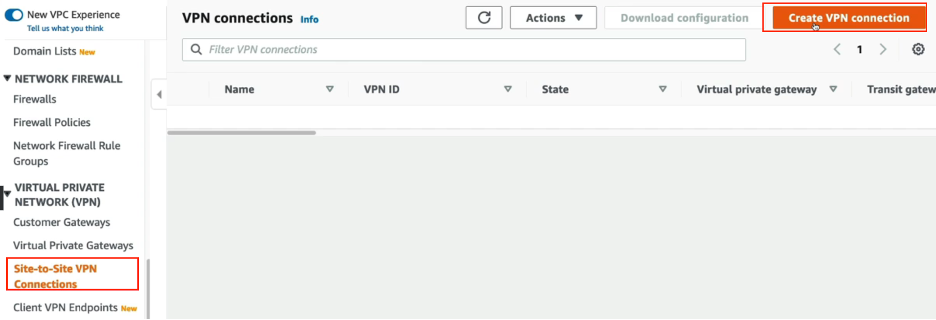 New VPC Experience
Tell us what you think
Domain Lists New
NETWORK FIREWALL
Firewalls
Firewall Policies
Network Firewall Rule
Groups
VIRTUAL PRIVATE
NETWORK (VPN)
Customer Gateways
Virtual Private Gateways
Site-to-Site VPN
Connections
Client VPN Endpoints New
VPN connections Info
Actions
Download configuration
Create VPN connection
Filter VPN connections
1
Name VPN ID State Virtual private gateway Transit gatew